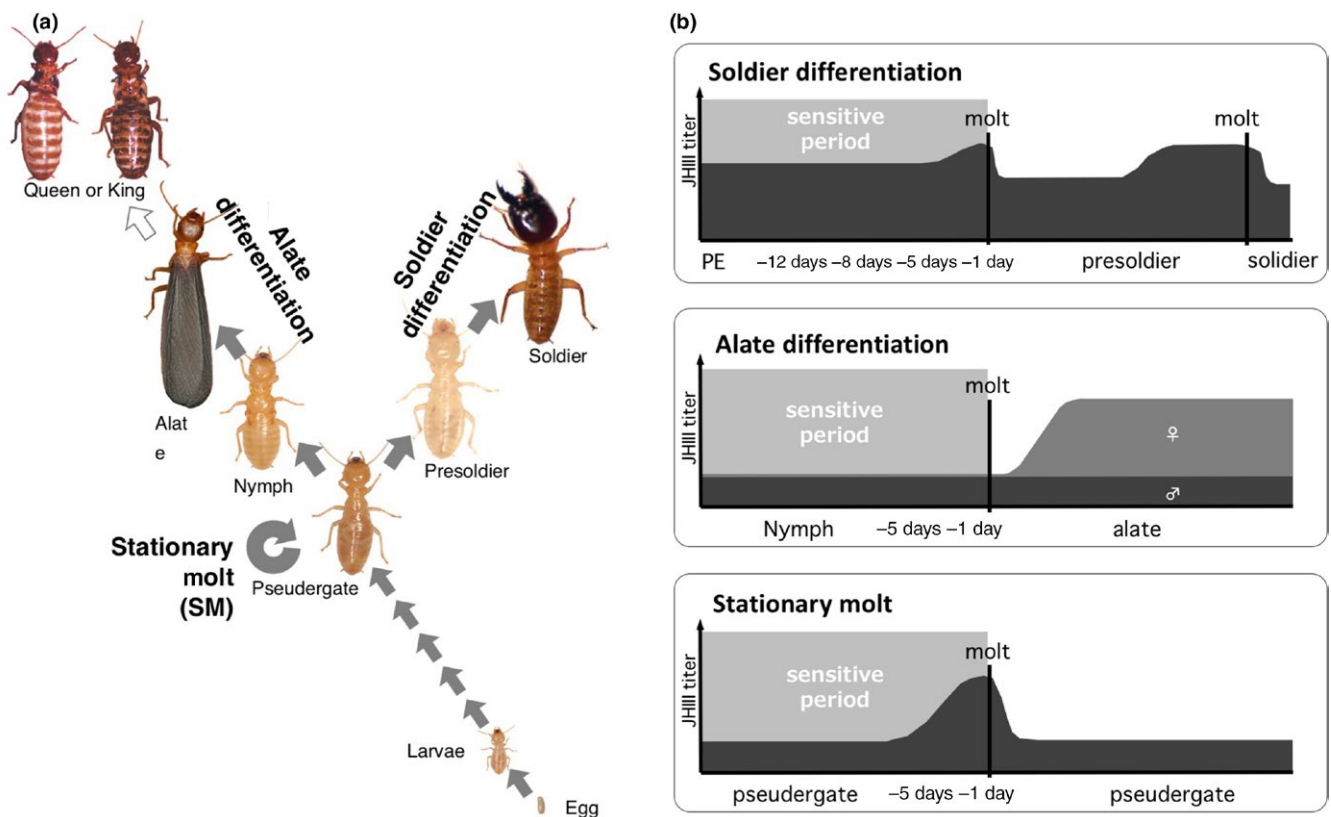 (a)
Queen or King
Alate
differentiation
Soldier
differentiation
Soldier
Alat
e
Nymph
Presoldier
Stationary
molt
(SM)
Pseudergate
Larvae
Egg
(b)
Soldier differentiation
JHIII titer
sensitive
period
molt
molt
PE
−12 days −8 days −5 days −1 day
presoldier
solidier
Alate differentiation
JHIII titer
sensitive
period
molt
♀
♂
Nymph
−5 days −1 day
alate
Stationary molt
JHIII titer
sensitive
period
molt
pseudergate
−5 days −1 day
pseudergate